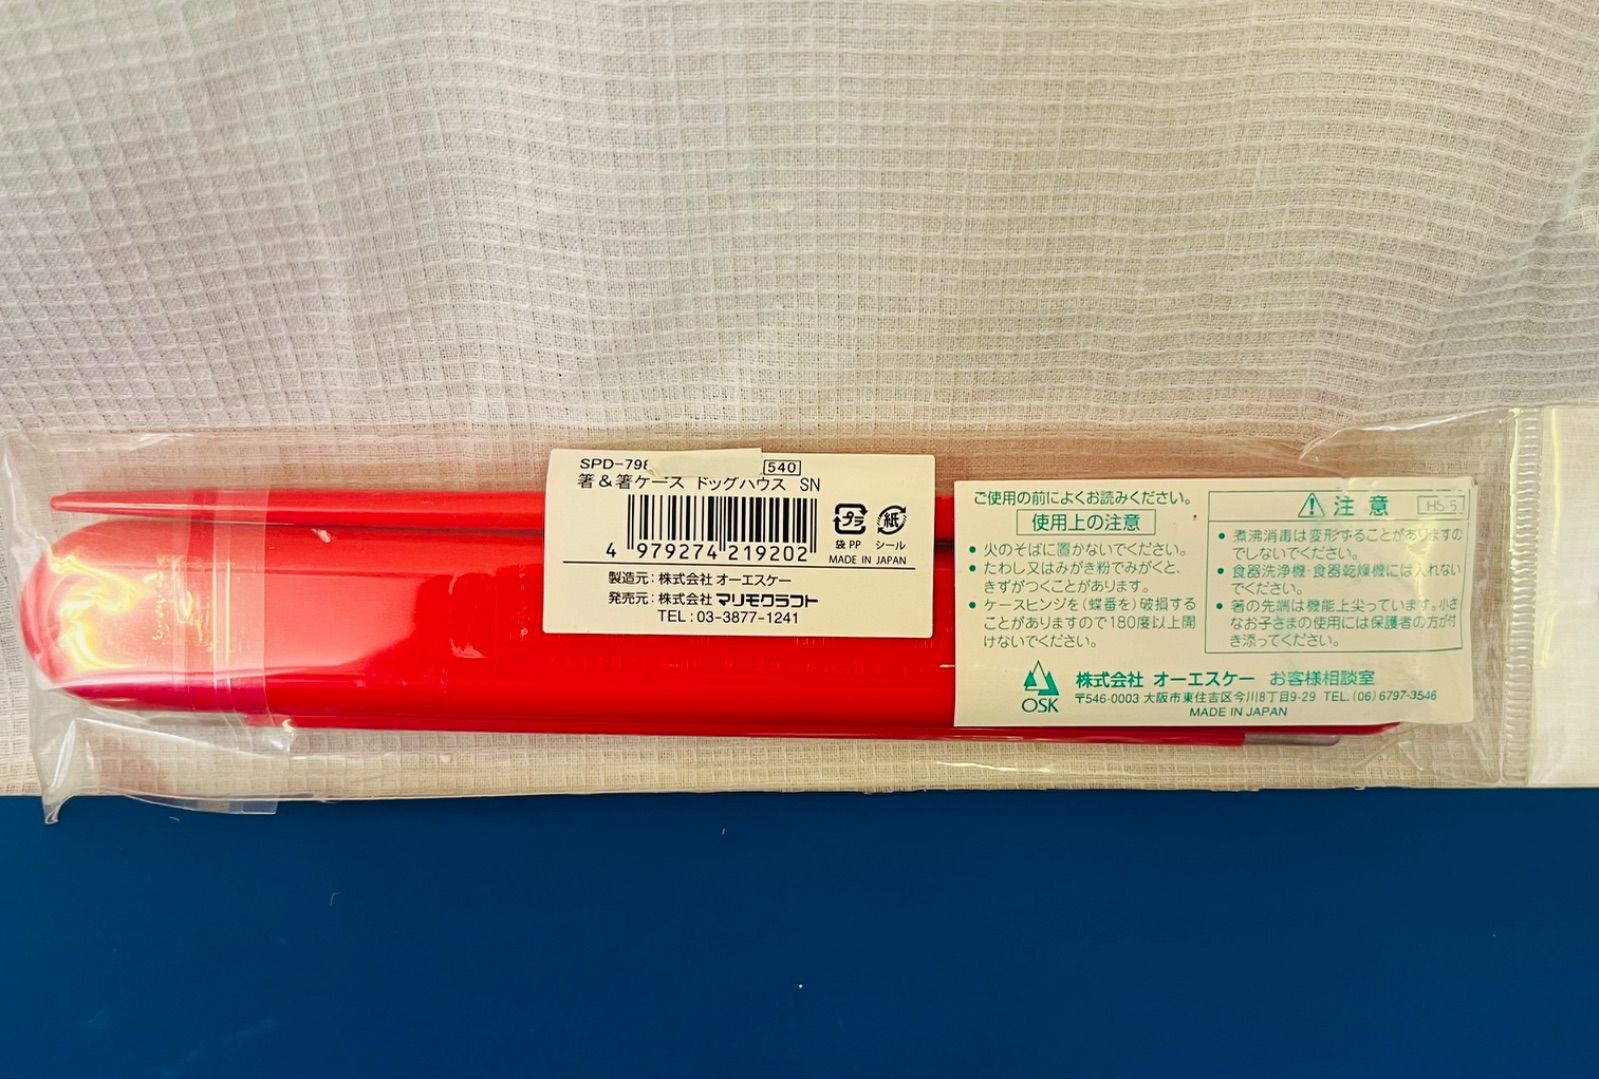 SPD-798
540
箸＆箸ケース ドッグハウス SN
4 979274 219202
プラ
紙
袋 PP シール
MADE IN JAPAN
製造元：株式会社 オーエスケー
発売元：株式会社 マリモクラフト
TEL：03-3877-1241
ご使用の前によくお読みください。
使用上の注意
● 火のそばに置かないでください。
● たわし又はみがき粉でみがくと、
きずがつくことがあります。
● ケースヒンジを(蝶番を)破損する
ことがありますので180度以上開
けないでください。
注意
HS-5
● 煮沸消毒は変形することがありますの
でしないでください。
● 食器洗浄機・食器乾燥機には入れない
でください。
● 箸の先端は機能上尖っています。小さ
なお子さまの使用には保護者の方が付
き添ってください。
OSK
株式会社 オーエスケー お客様相談室
〒546-0003 大阪市東住吉区今川8丁目9-29 TEL.(06)6797-3546
MADE IN JAPAN